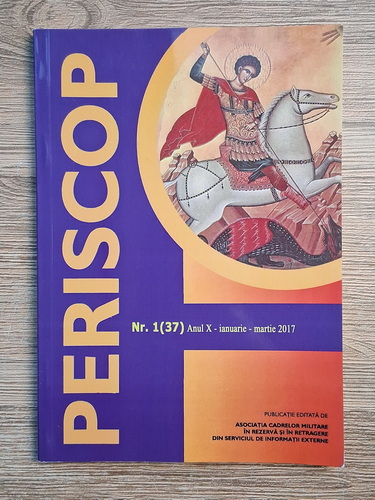 PERISCOP
Nr. 1(37) Anul X - ianuarie - martie 2017
PUBLICAȚIE EDITATĂ DE
ASOCIAȚIA CADRELOR MILITARE
ÎN REZERVĂ ȘI ÎN RETRAGERE
DIN SERVICIUL DE INFORMAȚII EXTERNE